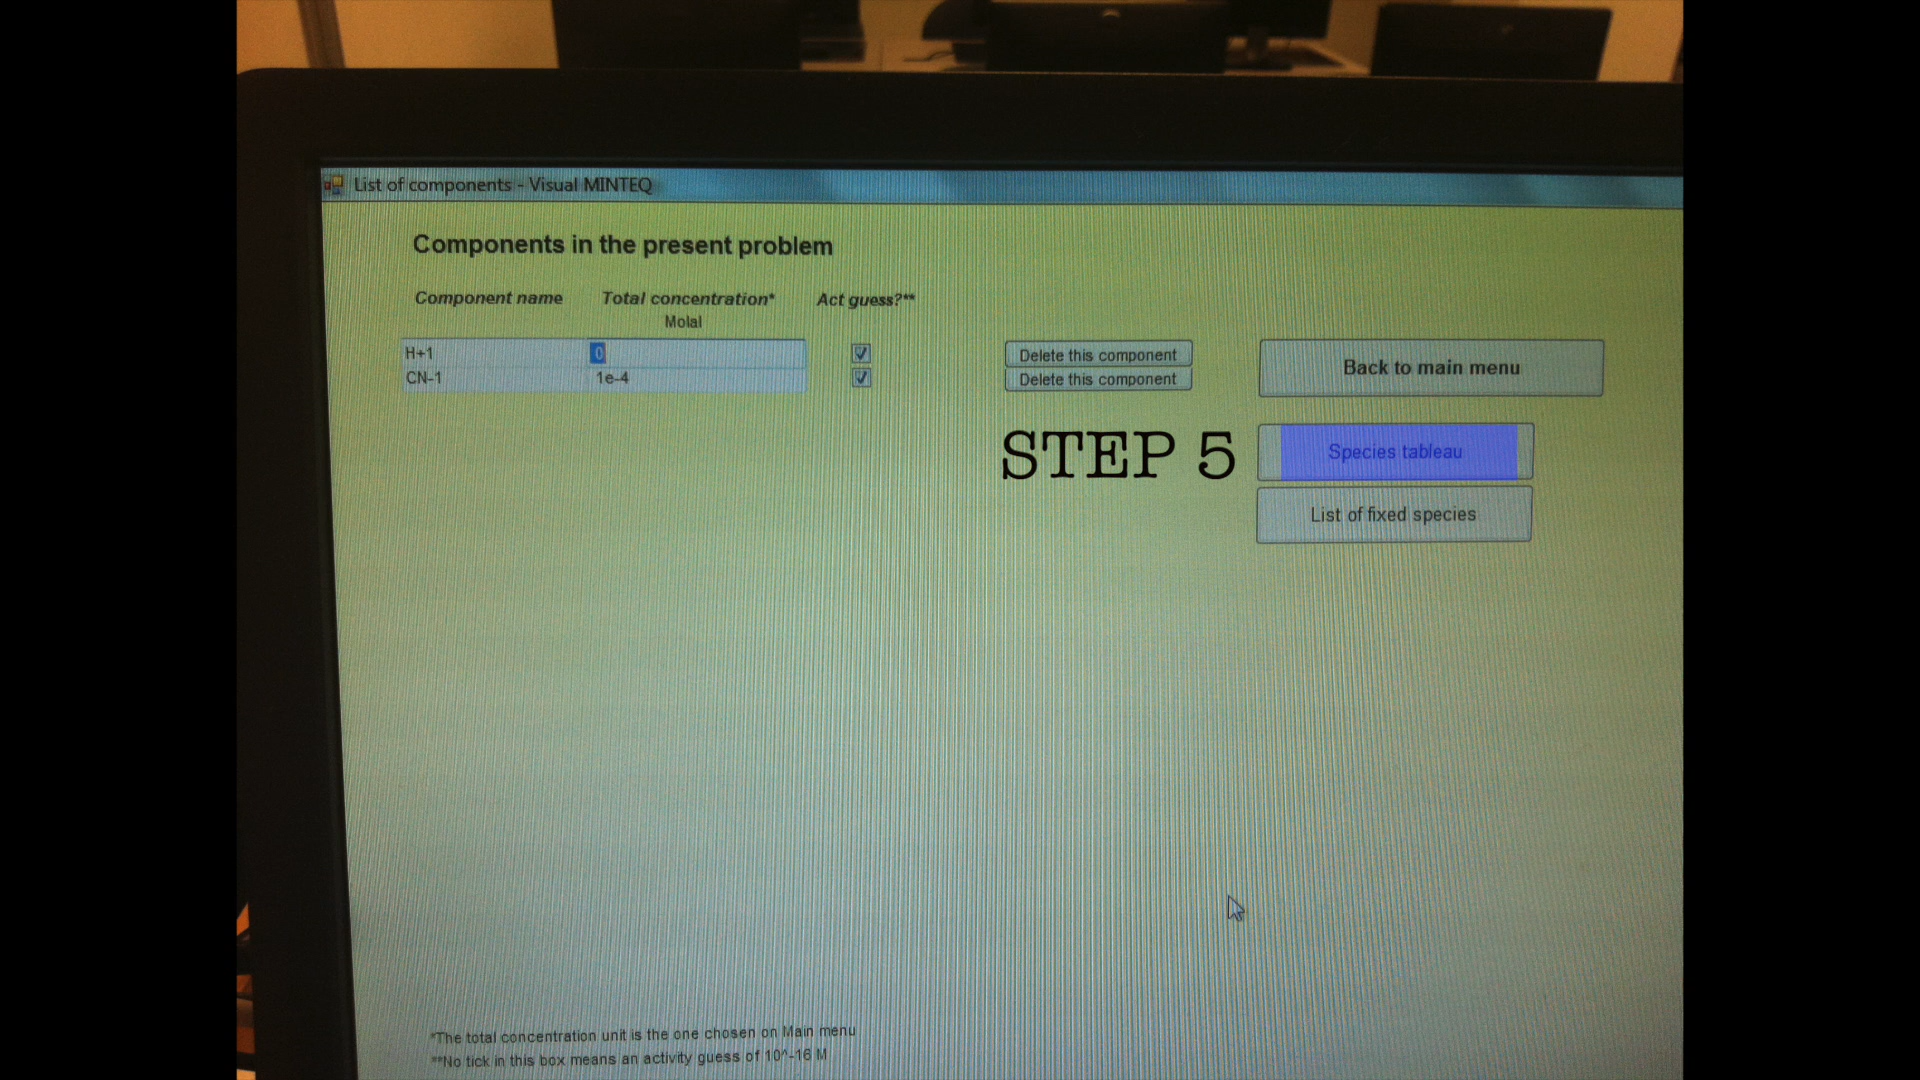 List of components - Visual MINTEQ
Components in the present problem
Component name Total concentration* Act guess?**
Molal
H+1 0 Delete this component
CN-1 1e-4 Delete this component
Back to main menu
STEP 5 Species tableau
List of fixed species
*The total concentration unit is the one chosen on Main menu
**No tick in this box means an activity guess of 10^-16 M